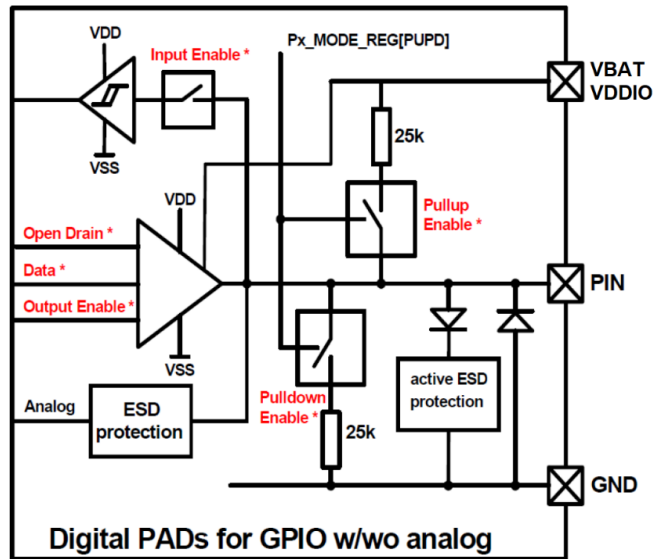 VDD
Input Enable *
Px_MODE_REG[PUPD]
VBAT
VDDIO
VSS
25k
VDD
Pullup
Enable *
Open Drain *
Data *
Output Enable *
PIN
VSS
Pulldown
Enable *
active ESD
protection
Analog
ESD
protection
25k
GND
Digital PADs for GPIO w/wo analog